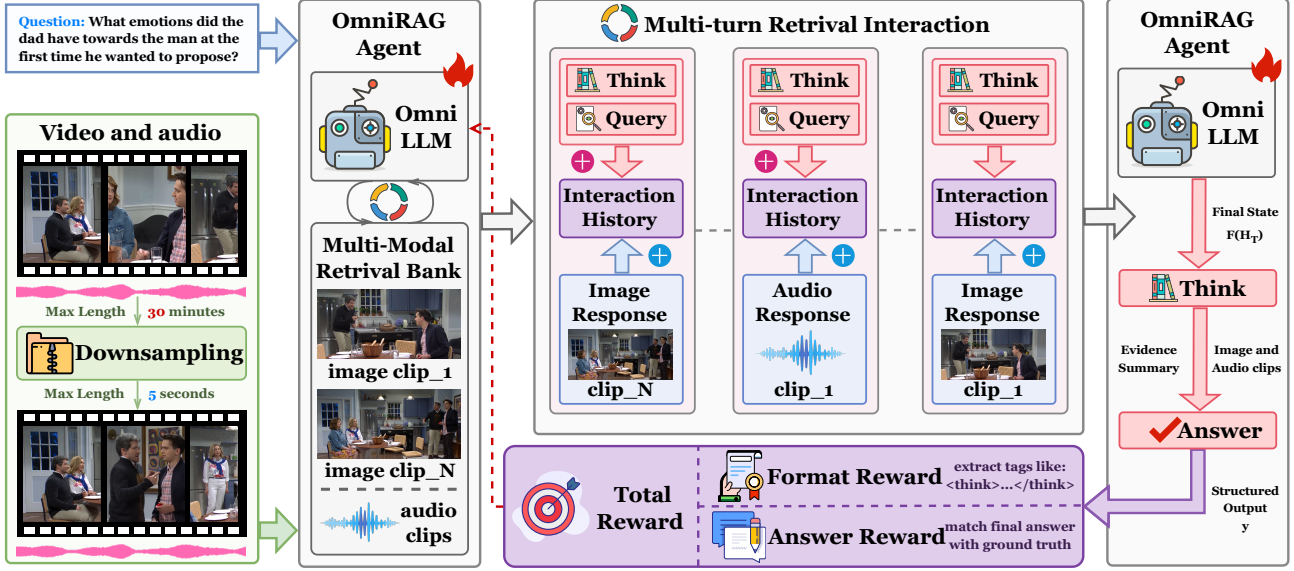 Question: What emotions did the
dad have towards the man at the
first time he wanted to propose?
Video and audio
Max Length 30 minutes
Downsampling
Max Length 5 seconds
OmniRAG
Agent
Omni
LLM
Multi-Modal
Retrival Bank
image clip_1
image clip_N
audio
clips
Multi-turn Retrival Interaction
Think
Query
Interaction
History
Image
Response
clip_N
Think
Query
Interaction
History
Audio
Response
clip_1
Think
Query
Interaction
History
Image
Response
clip_1
Total
Reward
Format Reward
extract tags like:
<think>...</think>
Answer Reward
match final answer
with ground truth
OmniRAG
Agent
Omni
LLM
Final State
F(H_T)
Think
Evidence
Summary
Image and
Audio clips
Answer
Structured
Output
y